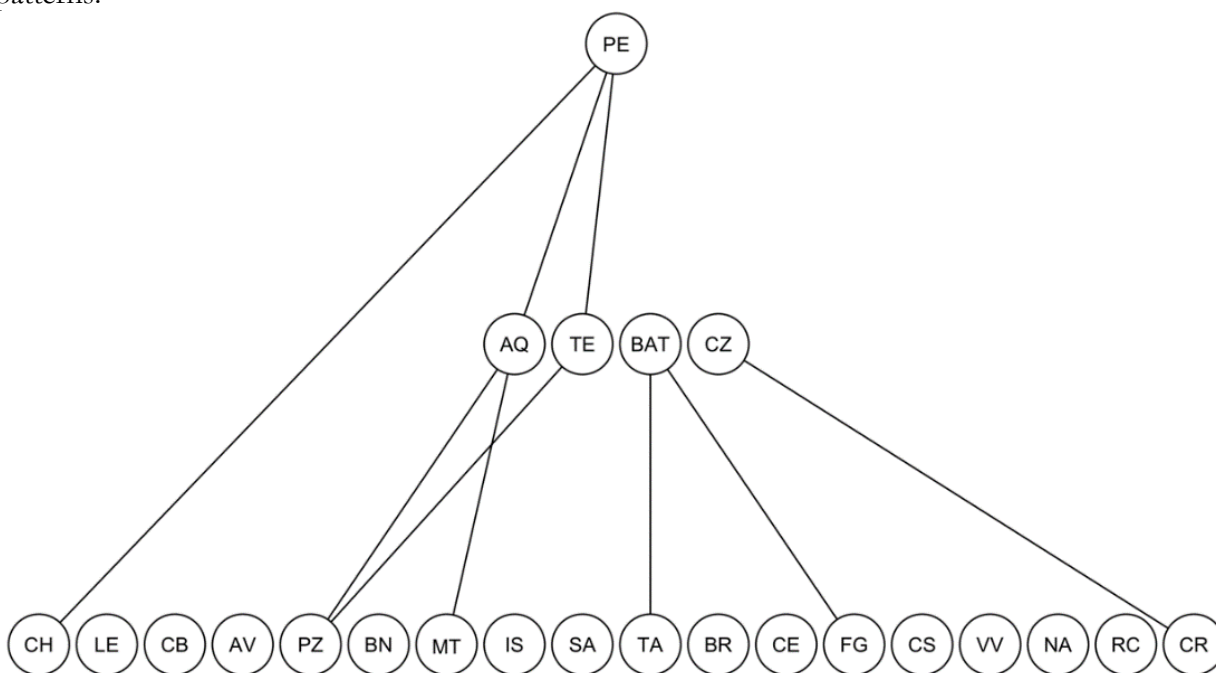 patterns.
PE
AQ TE BAT CZ
CH LE CB AV PZ BN MT IS SA TA BR CE FG CS VV NA RC CR